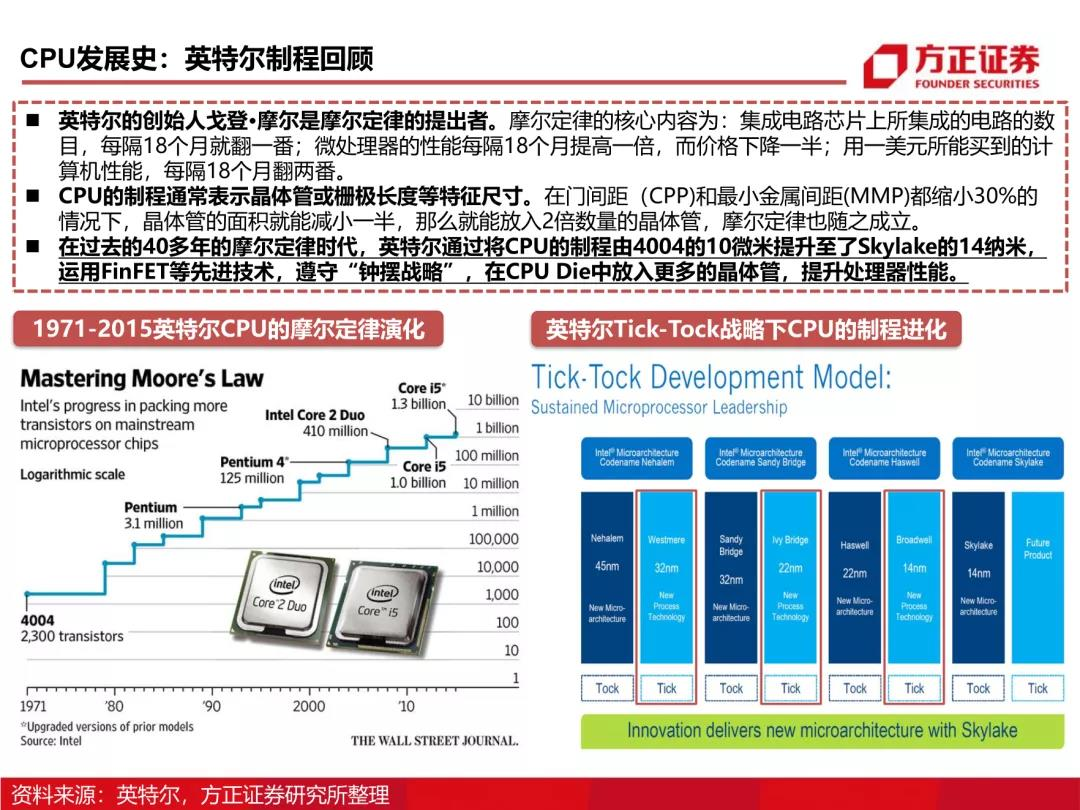 CPU发展史：英特尔制程回顾
方正证券
FOUNDER SECURITIES
■ 英特尔的创始人戈登•摩尔是摩尔定律的提出者。摩尔定律的核心内容为：集成电路芯片上所集成的电路的数
目，每隔18个月就翻一番；微处理器的性能每隔18个月提高一倍，而价格下降一半；用一美元所能买到的计
算机性能，每隔18个月翻两番。
■ CPU的制程通常表示晶体管或栅极长度等特征尺寸。在门间距（CPP)和最小金属间距(MMP)都缩小30%的
情况下，晶体管的面积就能减小一半，那么就能放入2倍数量的晶体管，摩尔定律也随之成立。
■ 在过去的40多年的摩尔定律时代，英特尔通过将CPU的制程由4004的10微米提升至了Skylake的14纳米，
运用FinFET等先进技术，遵守“钟摆战略”，在CPU Die中放入更多的晶体管，提升处理器性能。
1971-2015英特尔CPU的摩尔定律演化
Mastering Moore's Law
Intel's progress in packing more
transistors on mainstream
microprocessor chips
Logarithmic scale
Core i5*
1.3 billion
Intel Core 2 Duo
410 million
Pentium 4*
125 million
Core i5
1.0 billion
Pentium
3.1 million
4004
2,300 transistors
10 billion
1 billion
100 million
10 million
1 million
100,000
10,000
1,000
100
10
1
intel
Core™2 Duo
intel
Core™ i5
1971
'80
'90
2000
'10
*Upgraded versions of prior models
Source: Intel
THE WALL STREET JOURNAL.
英特尔Tick-Tock战略下CPU的制程进化
Tick-Tock Development Model:
Sustained Microprocessor Leadership
Intel® Microarchitecture
Codename Nehalem
Intel® Microarchitecture
Codename Sandy Bridge
Intel® Microarchitecture
Codename Haswell
Intel® Microarchitecture
Codename Skylake
Nehalem
45nm
New Micro-
architecture
Tock
Westmere
32nm
New
Process
Technology
Tick
Sandy
Bridge
32nm
New Micro-
architecture
Tock
Ivy Bridge
22nm
New
Process
Technology
Tick
Haswell
22nm
New Micro-
architecture
Tock
Broadwell
14nm
New
Process
Technology
Tick
Skylake
14nm
New Micro-
architecture
Tock
Future
Product
Tick
Innovation delivers new microarchitecture with Skylake
资料来源：英特尔，方正证券研究所整理